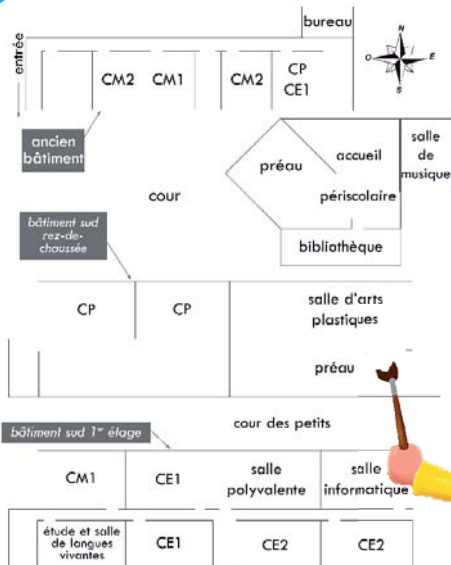 bureau
entrée
N
O
E
S
CM2
CM1
CM2
CP
CE1
ancien
bâtiment
préau
accueil
périscolaire
salle
de
musique
cour
bibliothèque
bâtiment sud
rez-de-
chaussée
CP
CP
salle d'arts
plastiques
préau
cour des petits
bâtiment sud 1er étage
CM1
CE1
salle
polyvalente
salle
informatique
étude et salle
de langues
vivantes
CE1
CE2
CE2